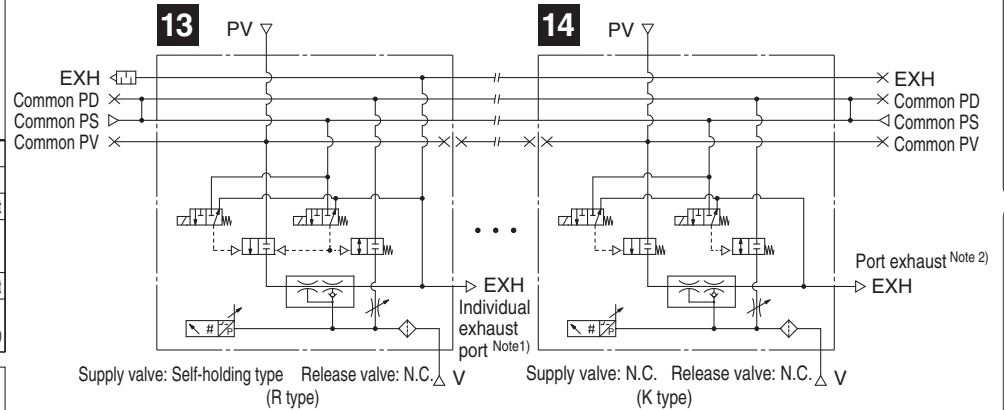 13 PV
14 PV
EXH
Common PD
Common PS
Common PV
EXH
Common PD
Common PS
Common PV
• • •
EXH
Individual
exhaust
port Note1)
# P
V
Port exhaust Note 2)
EXH
# P
V
Supply valve: Self-holding type Release valve: N.C.
(R type)
Supply valve: N.C. Release valve: N.C.
(K type)